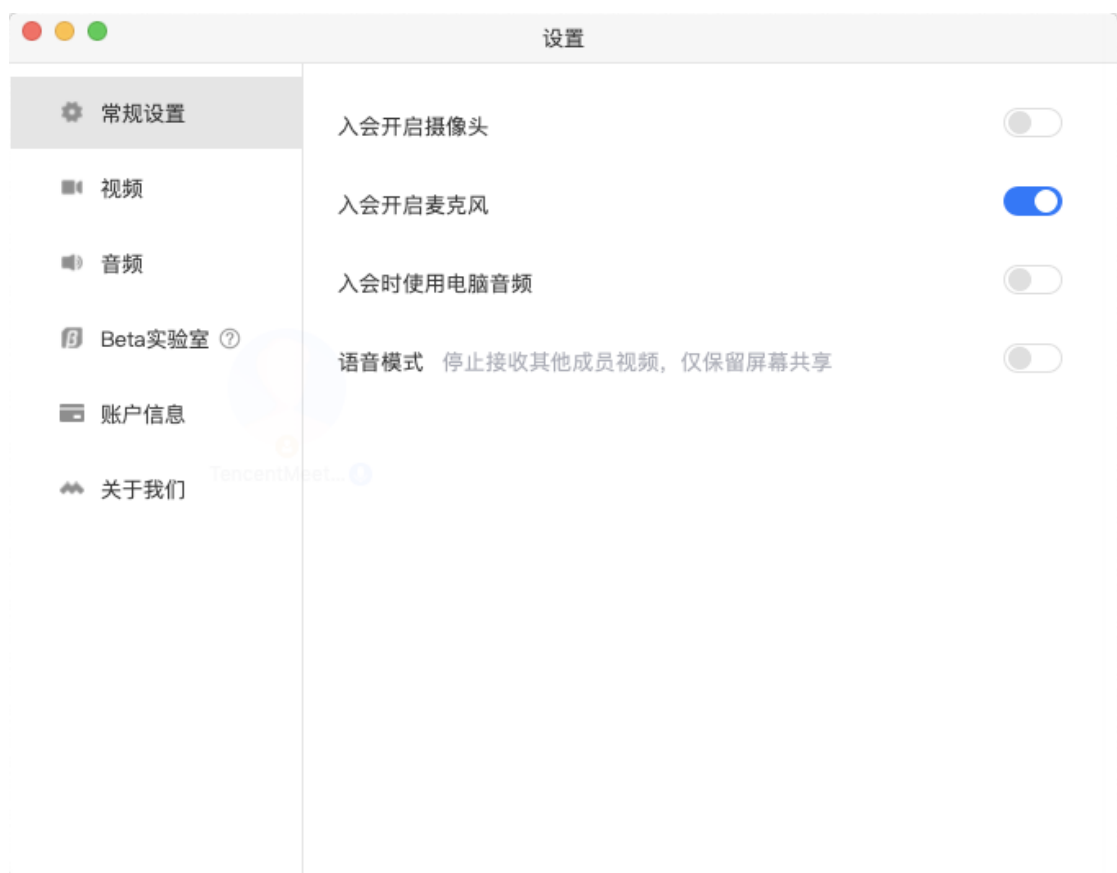 设置
常规设置
视频
音频
Beta实验室
账户信息
关于我们
入会开启摄像头
入会开启麦克风
入会时使用电脑音频
语音模式 停止接收其他成员视频，仅保留屏幕共享
TencentMeet...